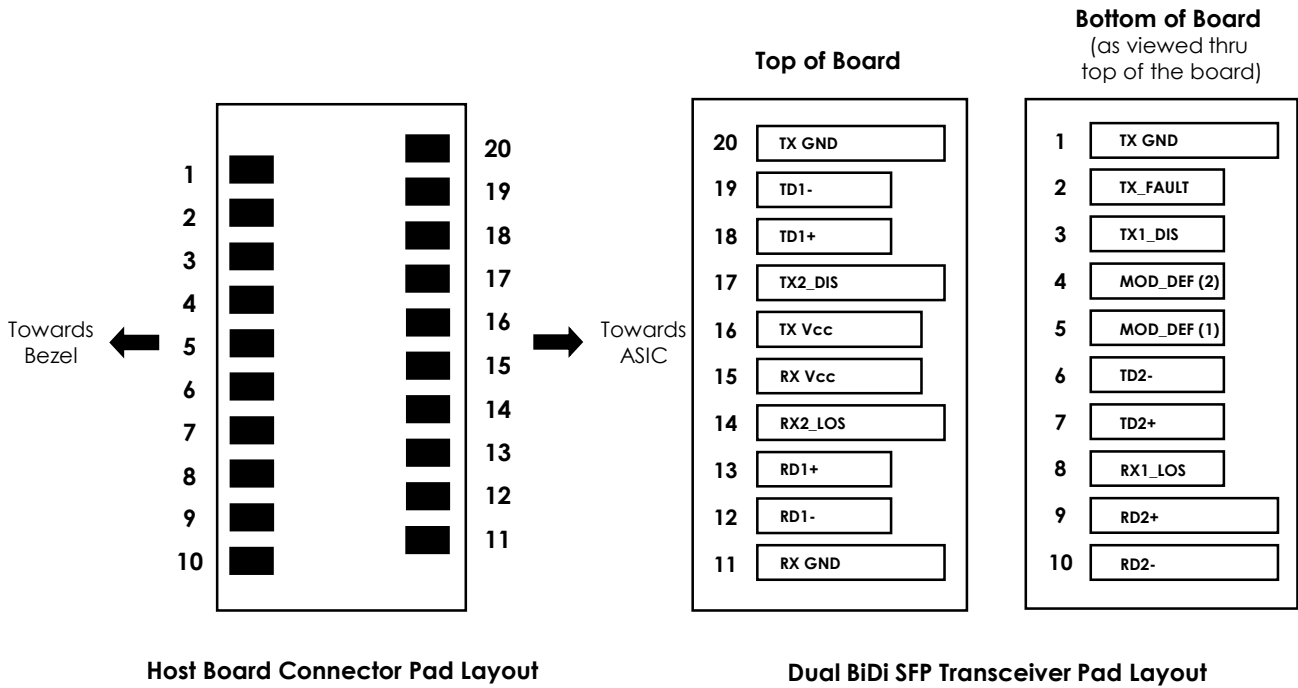 Bottom of Board
(as viewed thru
top of the board)
Top of Board
1
2
3
4
5
6
7
8
9
10
20
19
18
17
16
15
14
13
12
11
Towards
Bezel
Towards
ASIC
20 TX GND
19 TD1-
18 TD1+
17 TX2_DIS
16 TX Vcc
15 RX Vcc
14 RX2_LOS
13 RD1+
12 RD1-
11 RX GND
1 TX GND
2 TX_FAULT
3 TX1_DIS
4 MOD_DEF (2)
5 MOD_DEF (1)
6 TD2-
7 TD2+
8 RX1_LOS
9 RD2+
10 RD2-
Host Board Connector Pad Layout
Dual BiDi SFP Transceiver Pad Layout